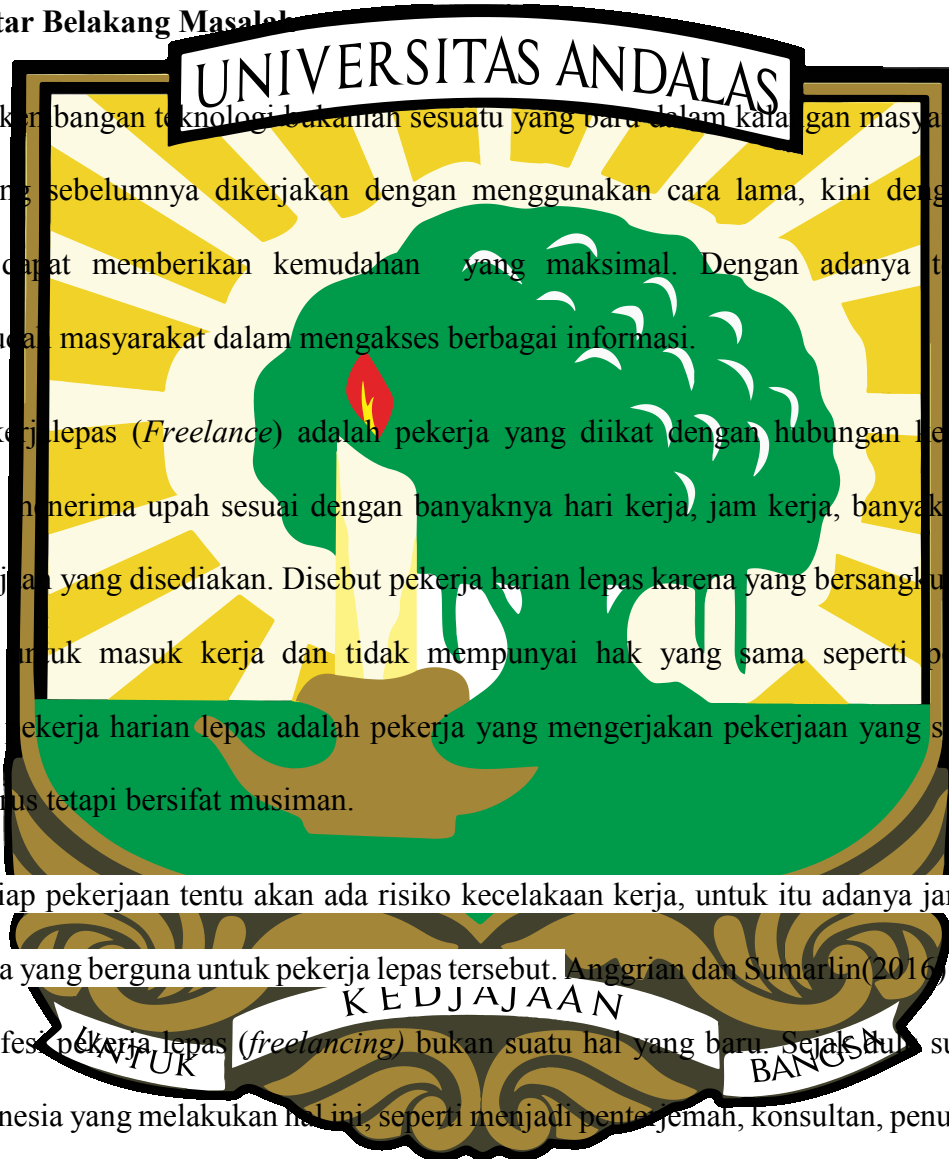 tar Belakang Masalah
UNIVERSITAS ANDALAS
kembangan teknologi bukanlah sesuatu yang baru dalam kalangan masya
ng sebelumnya dikerjakan dengan menggunakan cara lama, kini deng
dapat memberikan kemudahan yang maksimal. Dengan adanya t
udah masyarakat dalam mengakses berbagai informasi.
kerja lepas (Freelance) adalah pekerja yang diikat dengan hubungan ke
menerima upah sesuai dengan banyaknya hari kerja, jam kerja, banyak
jaan yang disediakan. Disebut pekerja harian lepas karena yang bersangku
untuk masuk kerja dan tidak mempunyai hak yang sama seperti p
pekerja harian lepas adalah pekerja yang mengerjakan pekerjaan yang s
rus tetapi bersifat musiman.
iap pekerjaan tentu akan ada risiko kecelakaan kerja, untuk itu adanya jar
a yang berguna untuk pekerja lepas tersebut. Anggrian dan Sumarlin(2016)
KEDJAJAAN
fesi pekerja lepas (freelancing) bukan suatu hal yang baru. Sejak dulu su
UNTUK BANGSA
nesia yang melakukan hal ini, seperti menjadi penterjemah, konsultan, penu